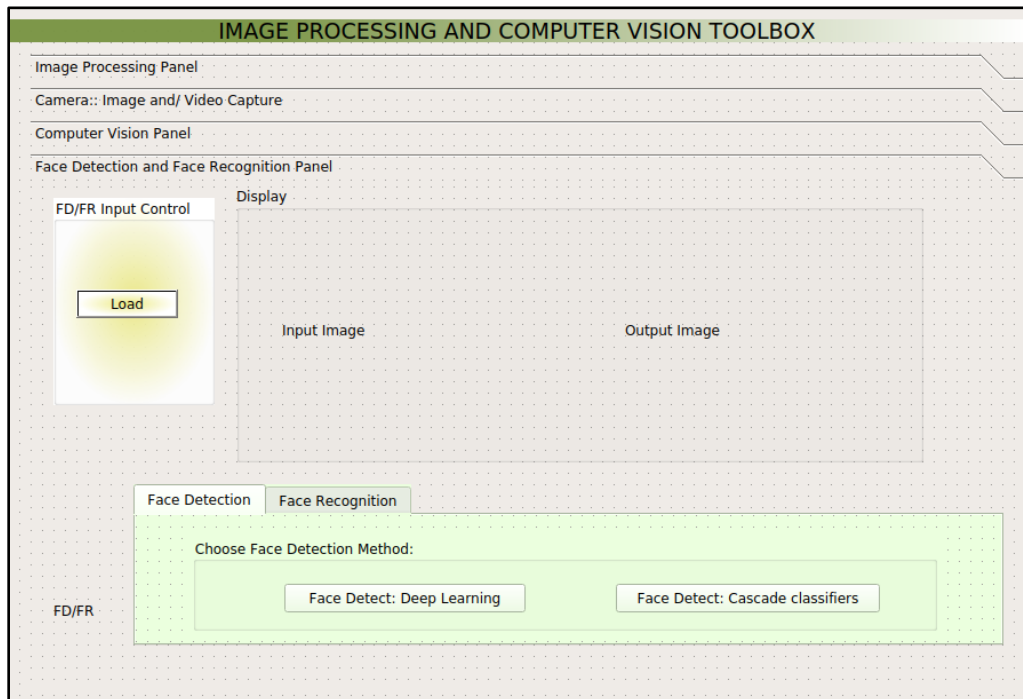 IMAGE PROCESSING AND COMPUTER VISION TOOLBOX
Image Processing Panel
Camera:: Image and/ Video Capture
Computer Vision Panel
Face Detection and Face Recognition Panel
FD/FR Input Control
Display
Load
Input Image
Output Image
Face Detection
Face Recognition
Choose Face Detection Method:
Face Detect: Deep Learning
Face Detect: Cascade classifiers
FD/FR